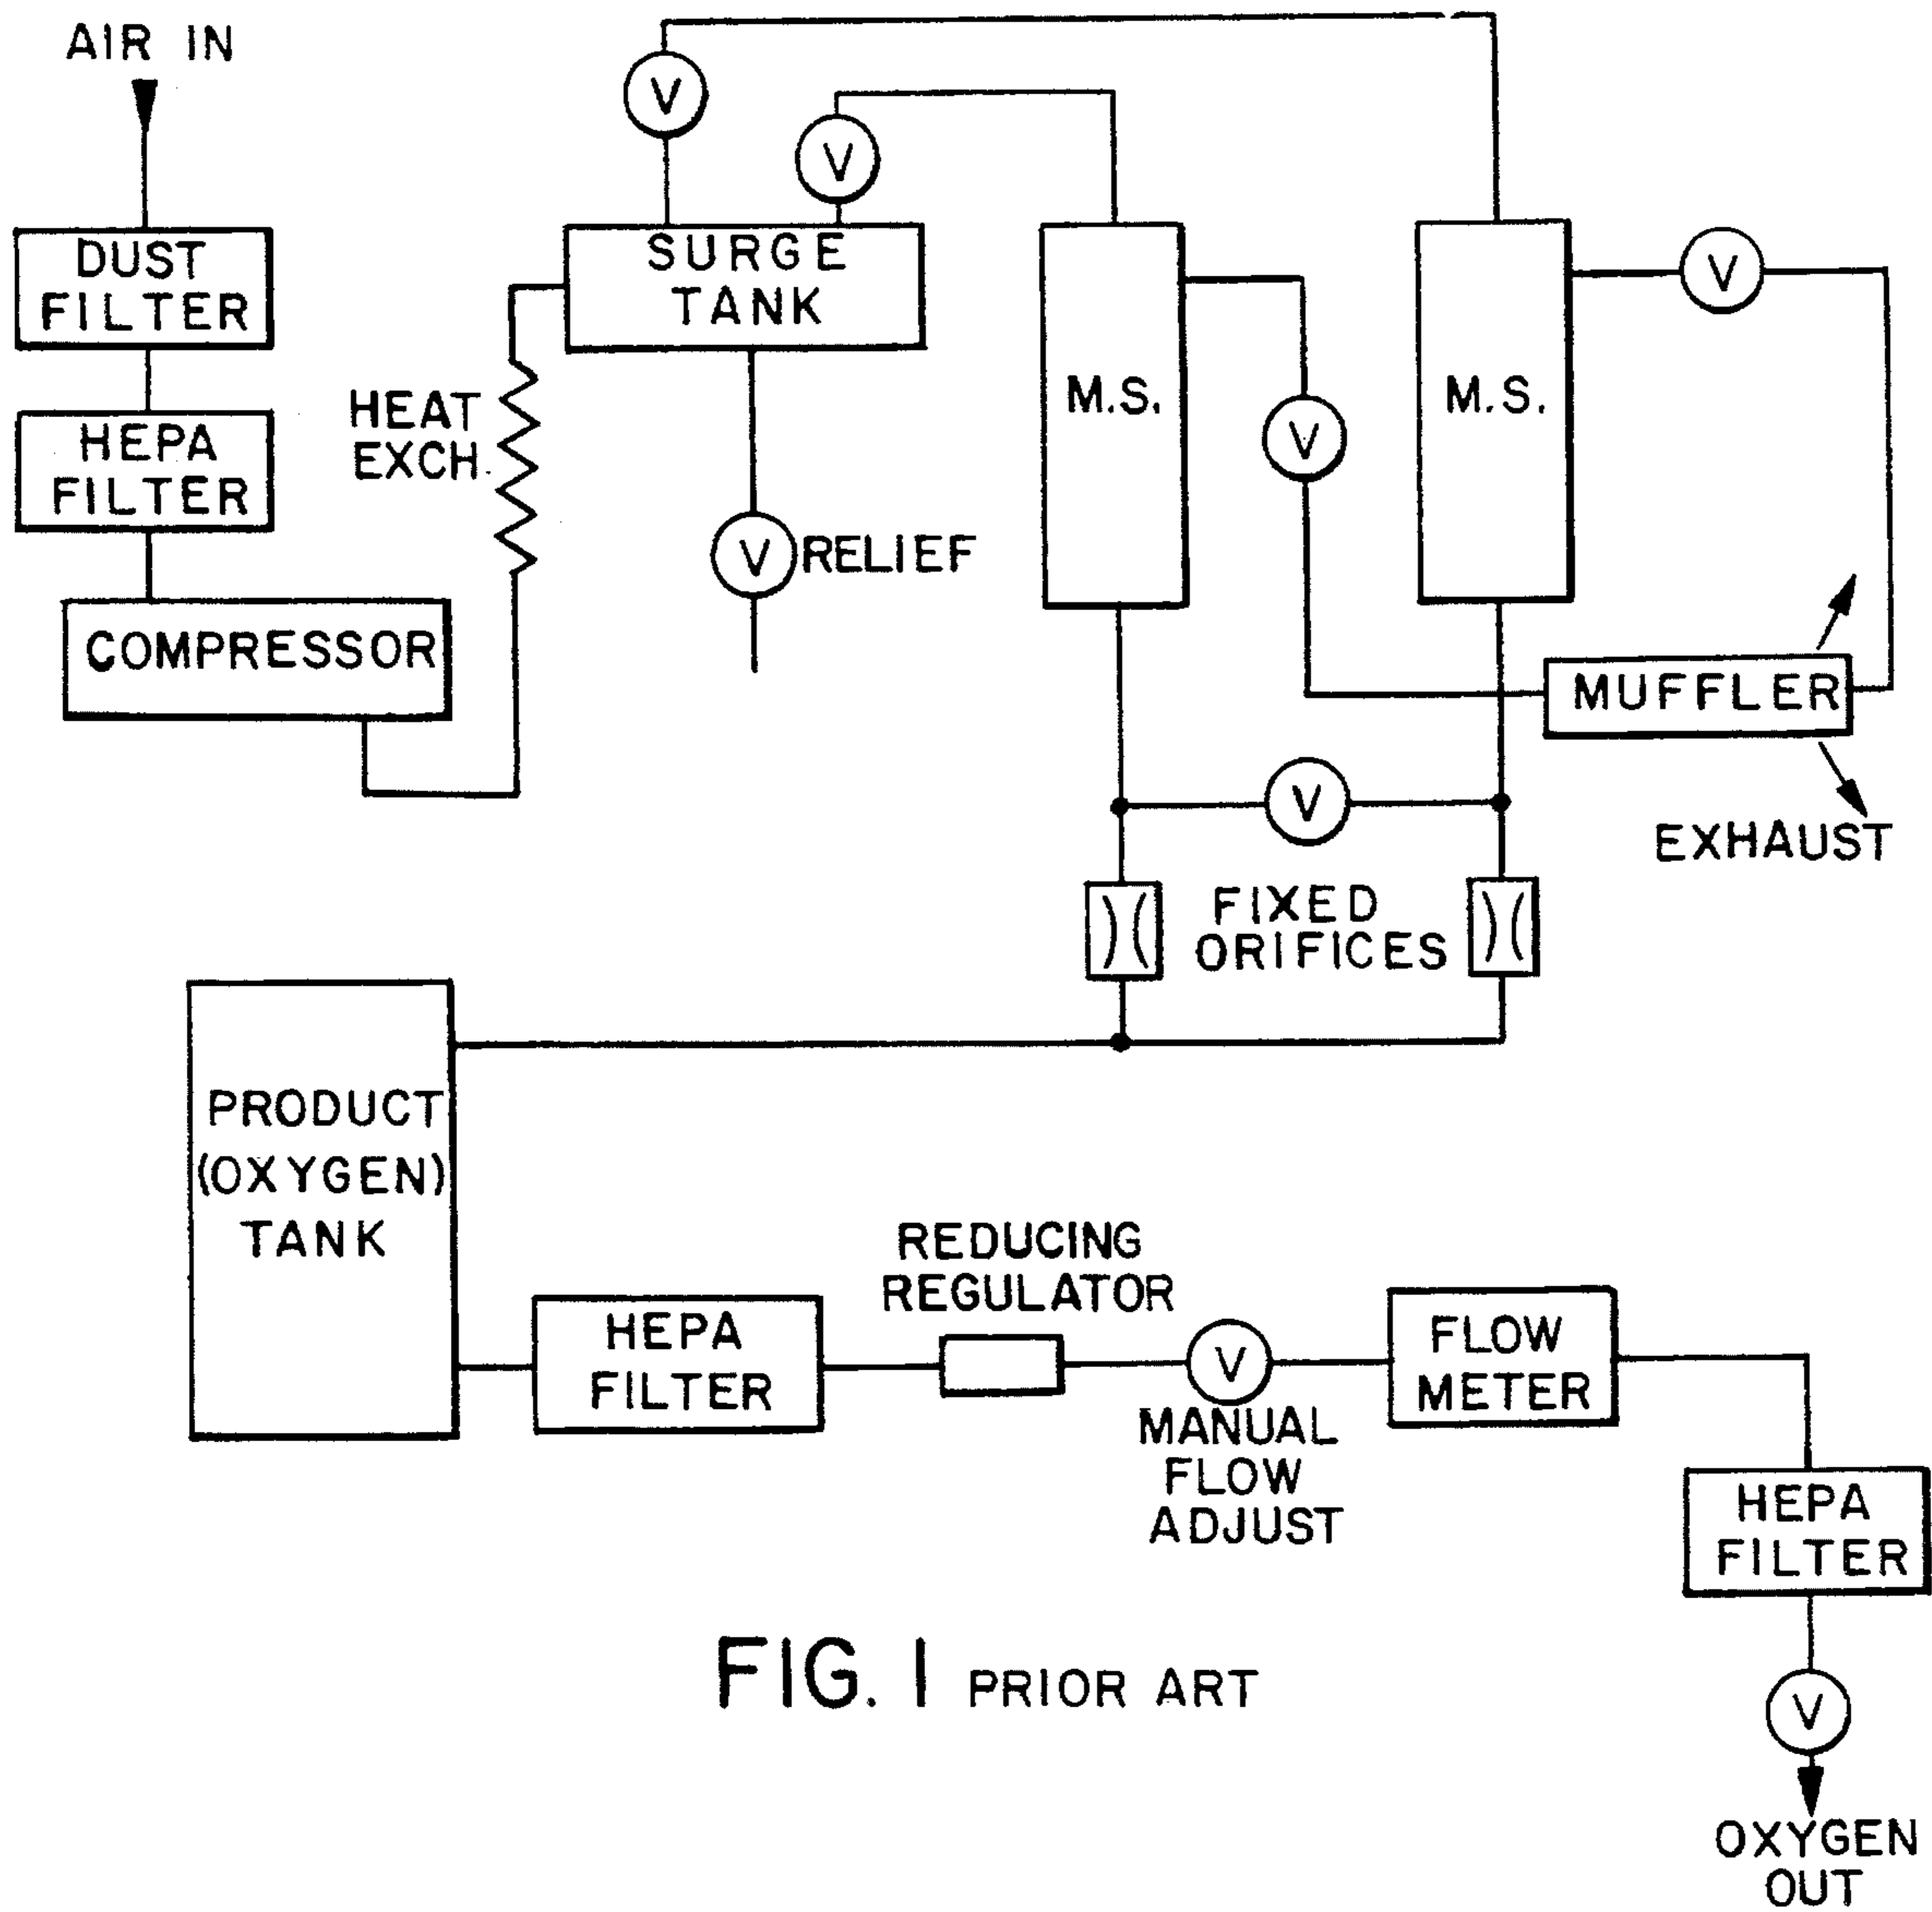 AIR IN
V
V
DUST
FILTER
SURGE
TANK
V
HEAT
EXCH.
M.S.
M.S.
HEPA
FILTER
V
V
RELIEF
COMPRESSOR
MUFFLER
V
EXHAUST
FIXED
ORIFICES
PRODUCT
(OXYGEN)
TANK
REDUCING
REGULATOR
HEPA
FILTER
V
MANUAL
FLOW
ADJUST
FLOW
METER
HEPA
FILTER
V
OXYGEN
OUT
FIG. 1 PRIOR ART